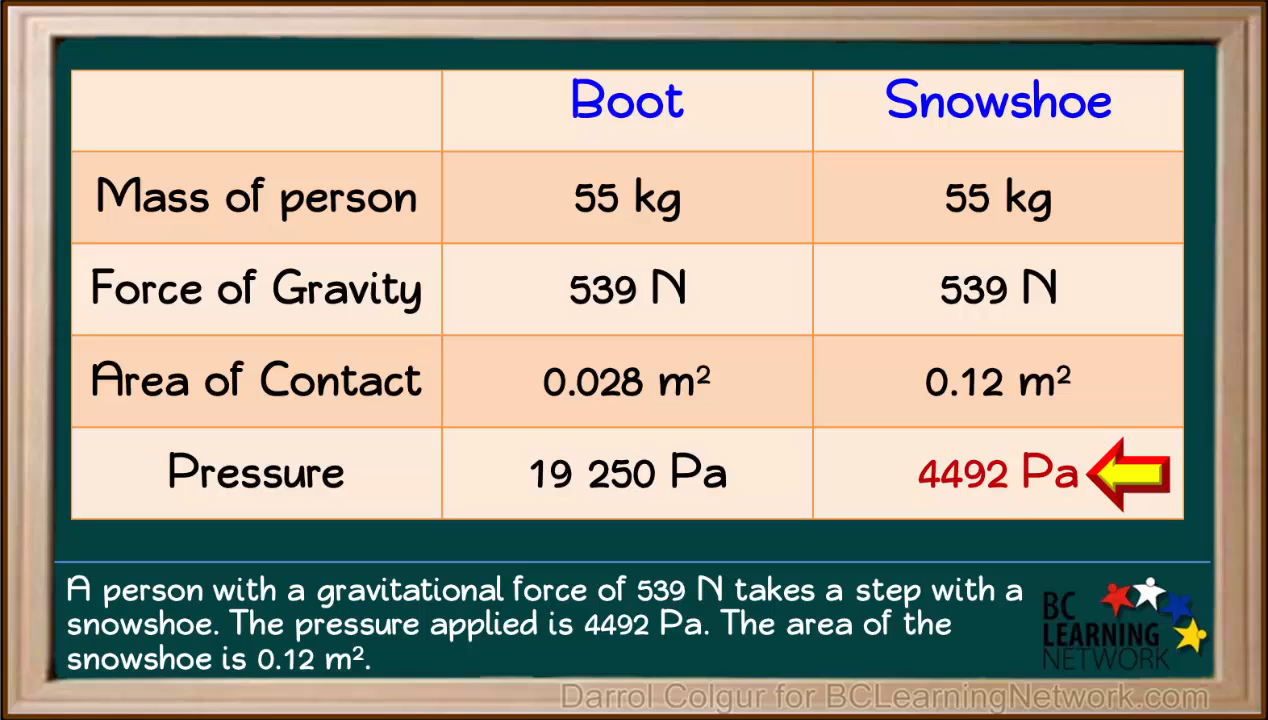 Boot Snowshoe
Mass of person 55 kg 55 kg
Force of Gravity 539 N 539 N
Area of Contact 0.028 m² 0.12 m²
Pressure 19 250 Pa 4492 Pa
A person with a gravitational force of 539 N takes a step with a
snowshoe. The pressure applied is 4492 Pa. The area of the
snowshoe is 0.12 m².
BC
LEARNING
NETWORK
Darrol Colgur for BCLearningNetwork.com